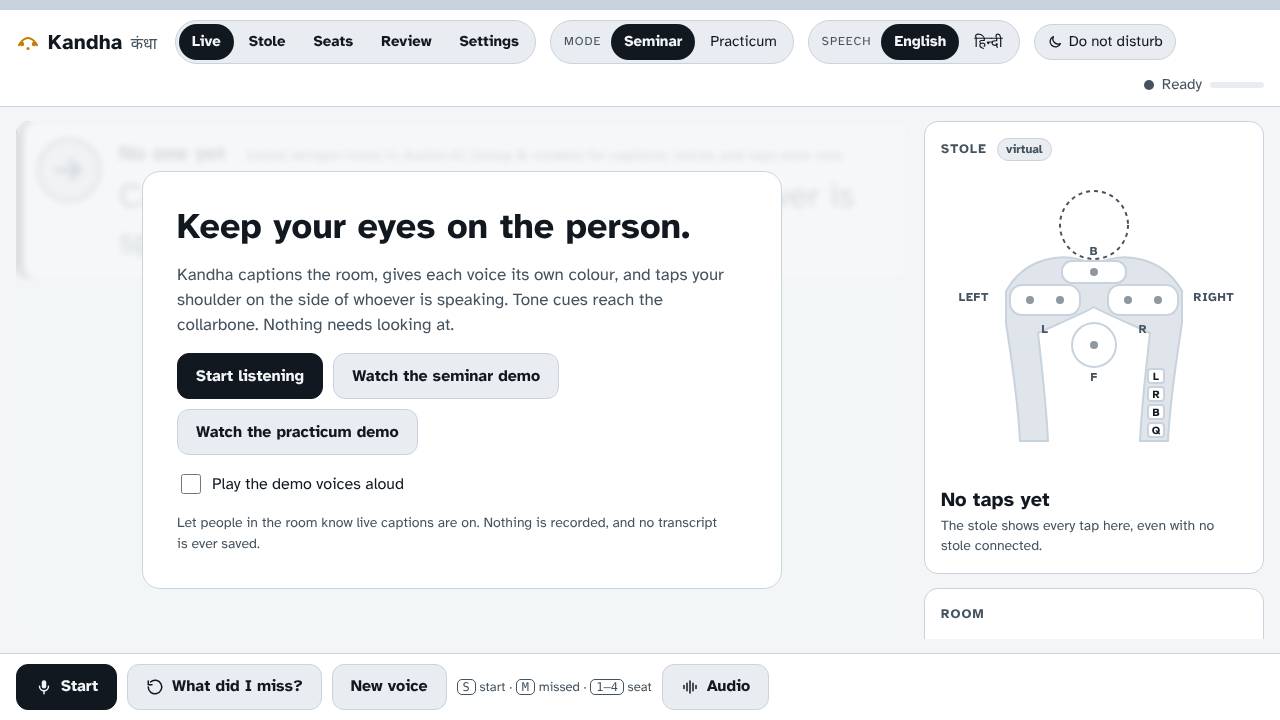 Kandha कंधा
Live Stole Seats Review Settings
MODE Seminar Practicum
SPEECH English हिन्दी
Do not disturb
Ready
No one yet
Keep your eyes on the person.
Kandha captions the room, gives each voice its own colour, and taps your
shoulder on the side of whoever is speaking. Tone cues reach the
collarbone. Nothing needs looking at.
Start listening Watch the seminar demo
Watch the practicum demo
Play the demo voices aloud
Let people in the room know live captions are on. Nothing is recorded, and no transcript
is ever saved.
STOLE virtual
B
LEFT RIGHT
L R
F
L
R
B
Q
No taps yet
The stole shows every tap here, even with no
stole connected.
ROOM
Start What did I miss? New voice S start · M missed · 1–4 seat Audio